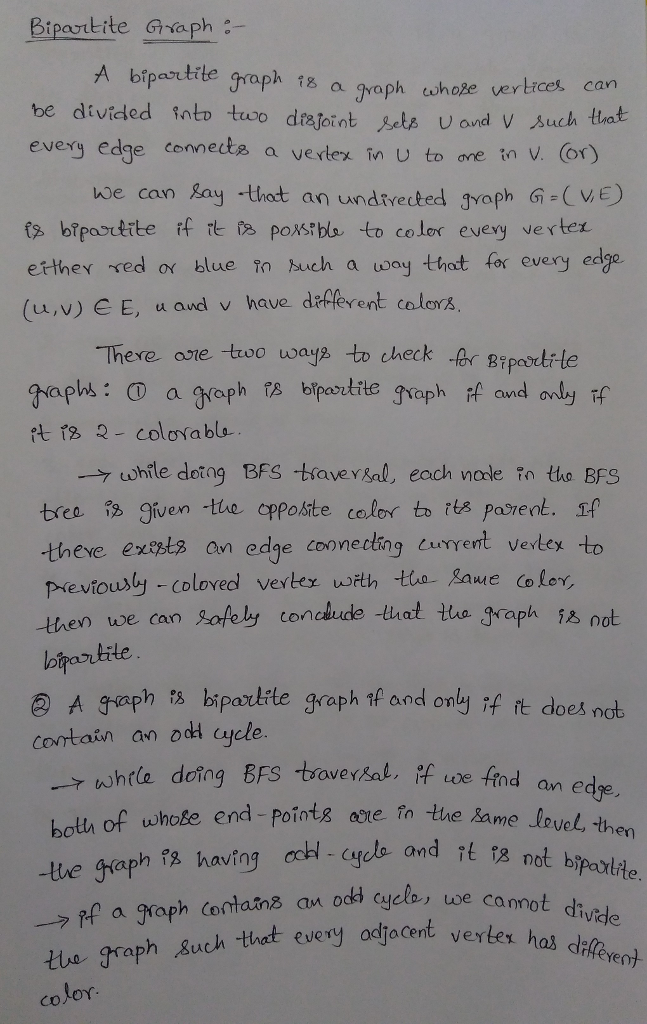 Bipartite Graph :-
A bipartite graph is a graph whose vertices can
be divided into two disjoint sets U and V such that
every edge connects a vertex in U to one in V. (or)
We can say that an undirected graph G=(V,E)
is bipartite if it is possible to color every vertex
either red or blue in such a way that for every edge
(u,v) ∈ E, u and v have different colors.
There are two ways to check for Bipartite
graphs: ① a graph is bipartite graph if and only if
it is 2-colorable.
→ while doing BFS traversal, each node in the BFS
tree is given the opposite color to its parent. If
there exists an edge connecting current vertex to
previously-colored vertex with the same color,
then we can safely conclude that the graph is not
bipartite.
② A graph is bipartite graph if and only if it does not
contain an odd cycle.
→ while doing BFS traversal, if we find an edge,
both of whose end-points are in the same level, then
the graph is having odd-cycle and it is not bipartite.
→ if a graph contains an odd cycle, we cannot divide
the graph such that every adjacent vertex has different
color.